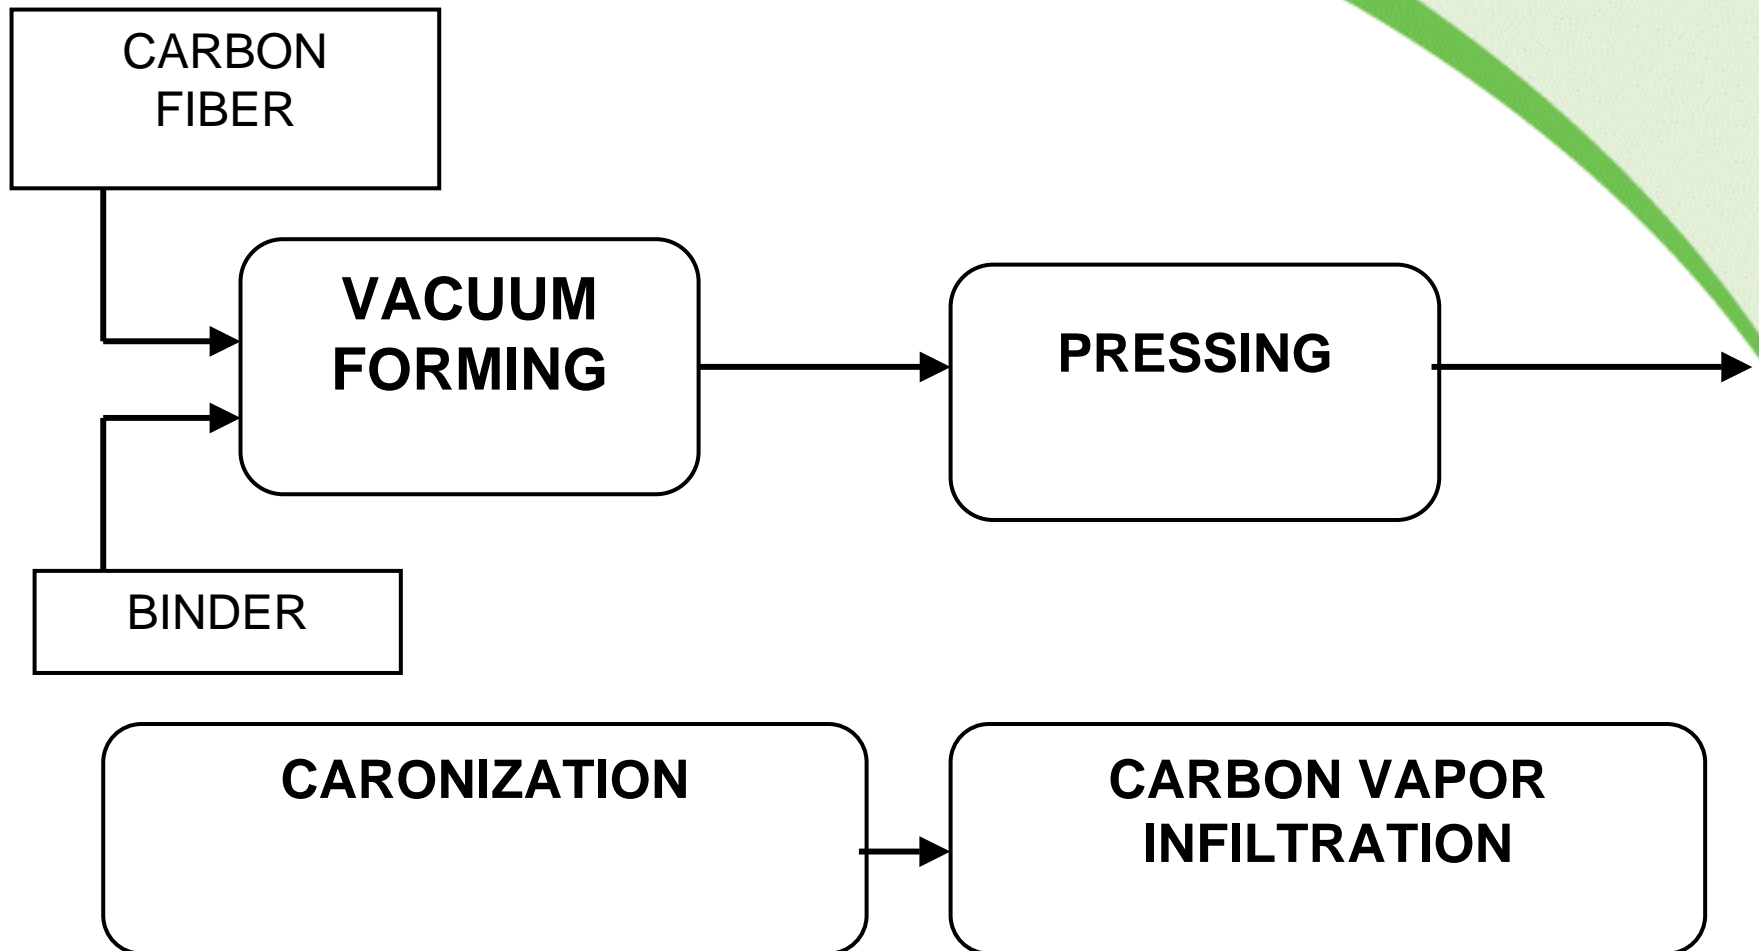 CARBON
FIBER
VACUUM
FORMING
PRESSING
BINDER
CARONIZATION
CARBON VAPOR
INFILTRATION